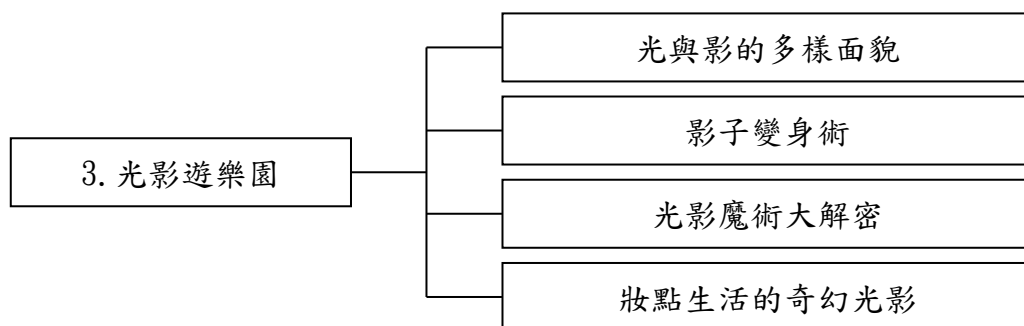 3.光影遊樂園
光與影的多樣面貌
影子變身術
光影魔術大解密
妝點生活的奇幻光影